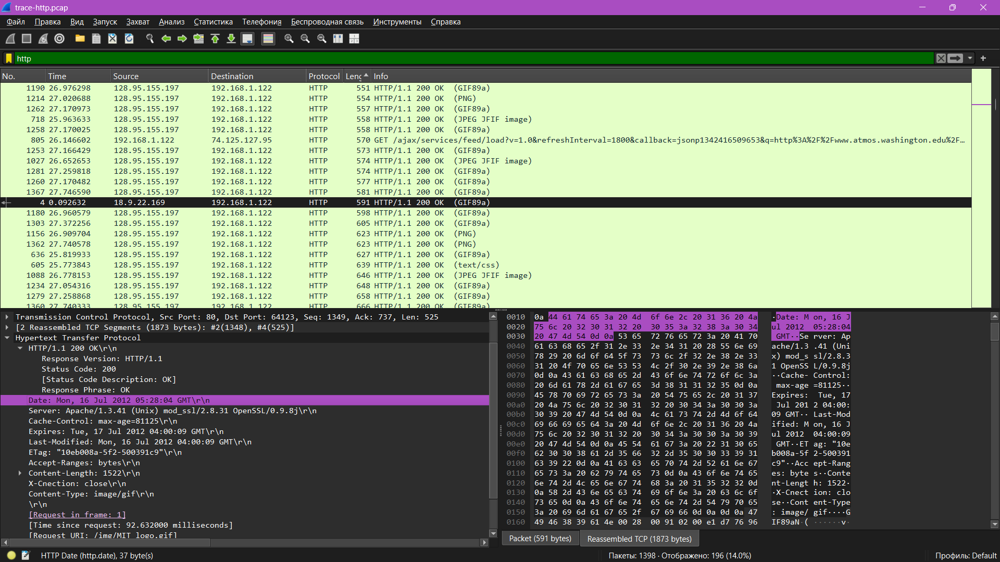 trace-http.pcap
Файл Правка Вид Запуск Захват Анализ Статистика Телефония Беспроводная связь Инструменты Справка
http
No. Time Source Destination Protocol Leng Info
1190 26.976298 128.95.155.197 192.168.1.122 HTTP 551 HTTP/1.1 200 OK (GIF89a)
1214 27.020688 128.95.155.197 192.168.1.122 HTTP 554 HTTP/1.1 200 OK (PNG)
1262 27.170973 128.95.155.197 192.168.1.122 HTTP 557 HTTP/1.1 200 OK (GIF89a)
718 25.963633 128.95.155.197 192.168.1.122 HTTP 558 HTTP/1.1 200 OK (JPEG JFIF image)
1258 27.170025 128.95.155.197 192.168.1.122 HTTP 558 HTTP/1.1 200 OK (GIF89a)
805 26.146602 192.168.1.122 74.125.127.95 HTTP 570 GET /ajax/services/feed/load?v=1.0&refreshInterval=1800&callback=jsonp1342416509653&q=http%3A%2F%2Fwww.atmos.washington.edu%2F…
1253 27.166429 128.95.155.197 192.168.1.122 HTTP 573 HTTP/1.1 200 OK (GIF89a)
1027 26.652653 128.95.155.197 192.168.1.122 HTTP 574 HTTP/1.1 200 OK (JPEG JFIF image)
1281 27.259818 128.95.155.197 192.168.1.122 HTTP 574 HTTP/1.1 200 OK (GIF89a)
1260 27.170482 128.95.155.197 192.168.1.122 HTTP 577 HTTP/1.1 200 OK (GIF89a)
1367 27.746590 128.95.155.197 192.168.1.122 HTTP 581 HTTP/1.1 200 OK (GIF89a)
4 0.092632 18.9.22.169 192.168.1.122 HTTP 591 HTTP/1.1 200 OK (GIF89a)
1180 26.960579 128.95.155.197 192.168.1.122 HTTP 598 HTTP/1.1 200 OK (GIF89a)
1303 27.372256 128.95.155.197 192.168.1.122 HTTP 605 HTTP/1.1 200 OK (GIF89a)
1156 26.909704 128.95.155.197 192.168.1.122 HTTP 623 HTTP/1.1 200 OK (PNG)
1362 27.740578 128.95.155.197 192.168.1.122 HTTP 623 HTTP/1.1 200 OK (PNG)
636 25.819933 128.95.155.197 192.168.1.122 HTTP 627 HTTP/1.1 200 OK (GIF89a)
605 25.773843 128.95.155.197 192.168.1.122 HTTP 639 HTTP/1.1 200 OK (text/css)
1088 26.778153 128.95.155.197 192.168.1.122 HTTP 646 HTTP/1.1 200 OK (JPEG JFIF image)
1234 27.054316 128.95.155.197 192.168.1.122 HTTP 648 HTTP/1.1 200 OK (GIF89a)
1279 27.258868 128.95.155.197 192.168.1.122 HTTP 658 HTTP/1.1 200 OK (GIF89a)
1360 27.740333 128.95.155.197 192.168.1.122 HTTP 666 HTTP/1.1 200 OK (GIF89a)
Transmission Control Protocol, Src Port: 80, Dst Port: 64123, Seq: 1349, Ack: 737, Len: 525
[2 Reassembled TCP Segments (1873 bytes): #2(1348), #4(525)]
Hypertext Transfer Protocol
HTTP/1.1 200 OK\r\n
Response Version: HTTP/1.1
Status Code: 200
[Status Code Description: OK]
Response Phrase: OK
Date: Mon, 16 Jul 2012 05:28:04 GMT\r\n
Server: Apache/1.3.41 (Unix) mod_ssl/2.8.31 OpenSSL/0.9.8j\r\n
Cache-Control: max-age=81125\r\n
Expires: Tue, 17 Jul 2012 04:00:09 GMT\r\n
Last-Modified: Mon, 16 Jul 2012 04:00:09 GMT\r\n
ETag: "10eb008a-5f2-500391c9"\r\n
Accept-Ranges: bytes\r\n
Content-Length: 1522\r\n
X-Cnection: close\r\n
Content-Type: image/gif\r\n
\r\n
[Request in frame: 1]
[Time since request: 92.632000 milliseconds]
[Request URI: /img/MIT_logo.gif]
0010 0a 44 61 74 65 3a 20 4d 6f 6e 2c 20 31 36 20 4a ·Date: M on, 16 J
0020 75 6c 20 32 30 31 32 20 30 35 3a 32 38 3a 30 34 ul 2012 05:28:04
0030 20 47 4d 54 0d 0a 53 65 72 76 65 72 3a 20 41 70 GMT··Se rver: Ap
0040 61 63 68 65 2f 31 2e 33 2e 34 31 20 28 55 6e 69 ache/1.3 .41 (Uni
0050 78 29 20 6d 6f 64 5f 73 73 6c 2f 32 2e 38 2e 33 x) mod_s sl/2.8.3
0060 31 20 4f 70 65 6e 53 53 4c 2f 30 2e 39 2e 38 6a 1 OpenSS L/0.9.8j
0070 0d 0a 43 61 63 68 65 2d 43 6f 6e 74 72 6f 6c 3a ··Cache- Control:
0080 20 6d 61 78 2d 61 67 65 3d 38 31 31 32 35 0d 0a max-age =81125··
0090 45 78 70 69 72 65 73 3a 20 54 75 65 2c 20 31 37 Expires: Tue, 17
00a0 20 4a 75 6c 20 32 30 31 32 20 30 34 3a 30 30 3a Jul 201 2 04:00:
00b0 30 39 20 47 4d 54 0d 0a 4c 61 73 74 2d 4d 6f 64 09 GMT·· Last-Mod
00c0 69 66 69 65 64 3a 20 4d 6f 6e 2c 20 31 36 20 4a ified: M on, 16 J
00d0 75 6c 20 32 30 31 32 20 30 34 3a 30 30 3a 30 39 ul 2012 04:00:09
00e0 20 47 4d 54 0d 0a 45 54 61 67 3a 20 22 31 30 65 GMT··ET ag: "10e
00f0 62 30 30 38 61 2d 35 66 32 2d 35 30 30 33 39 31 b008a-5f 2-500391
0100 63 39 22 0d 0a 41 63 63 65 70 74 2d 52 61 6e 67 c9"··Acc ept-Rang
0110 65 73 3a 20 62 79 74 65 73 0d 0a 43 6f 6e 74 65 es: byte s··Conte
0120 6e 74 2d 4c 65 6e 67 74 68 3a 20 31 35 32 32 0d nt-Lengt h: 1522·
0130 0a 58 2d 43 6e 65 63 74 69 6f 6e 3a 20 63 6c 6f ·X-Cnect ion: clo
0140 73 65 0d 0a 43 6f 6e 74 65 6e 74 2d 54 79 70 65 se··Cont ent-Type
0150 3a 20 69 6d 61 67 65 2f 67 69 66 0d 0a 0d 0a 47 : image/ gif····G
0160 49 46 38 39 61 4e 00 28 00 91 02 00 e1 d7 76 96 IF89aN·( ······v·
Packet (591 bytes) Reassembled TCP (1873 bytes)
HTTP Date (http.date), 37 byte(s) Пакеты: 1398 · Отображено: 196 (14.0%) Профиль: Default